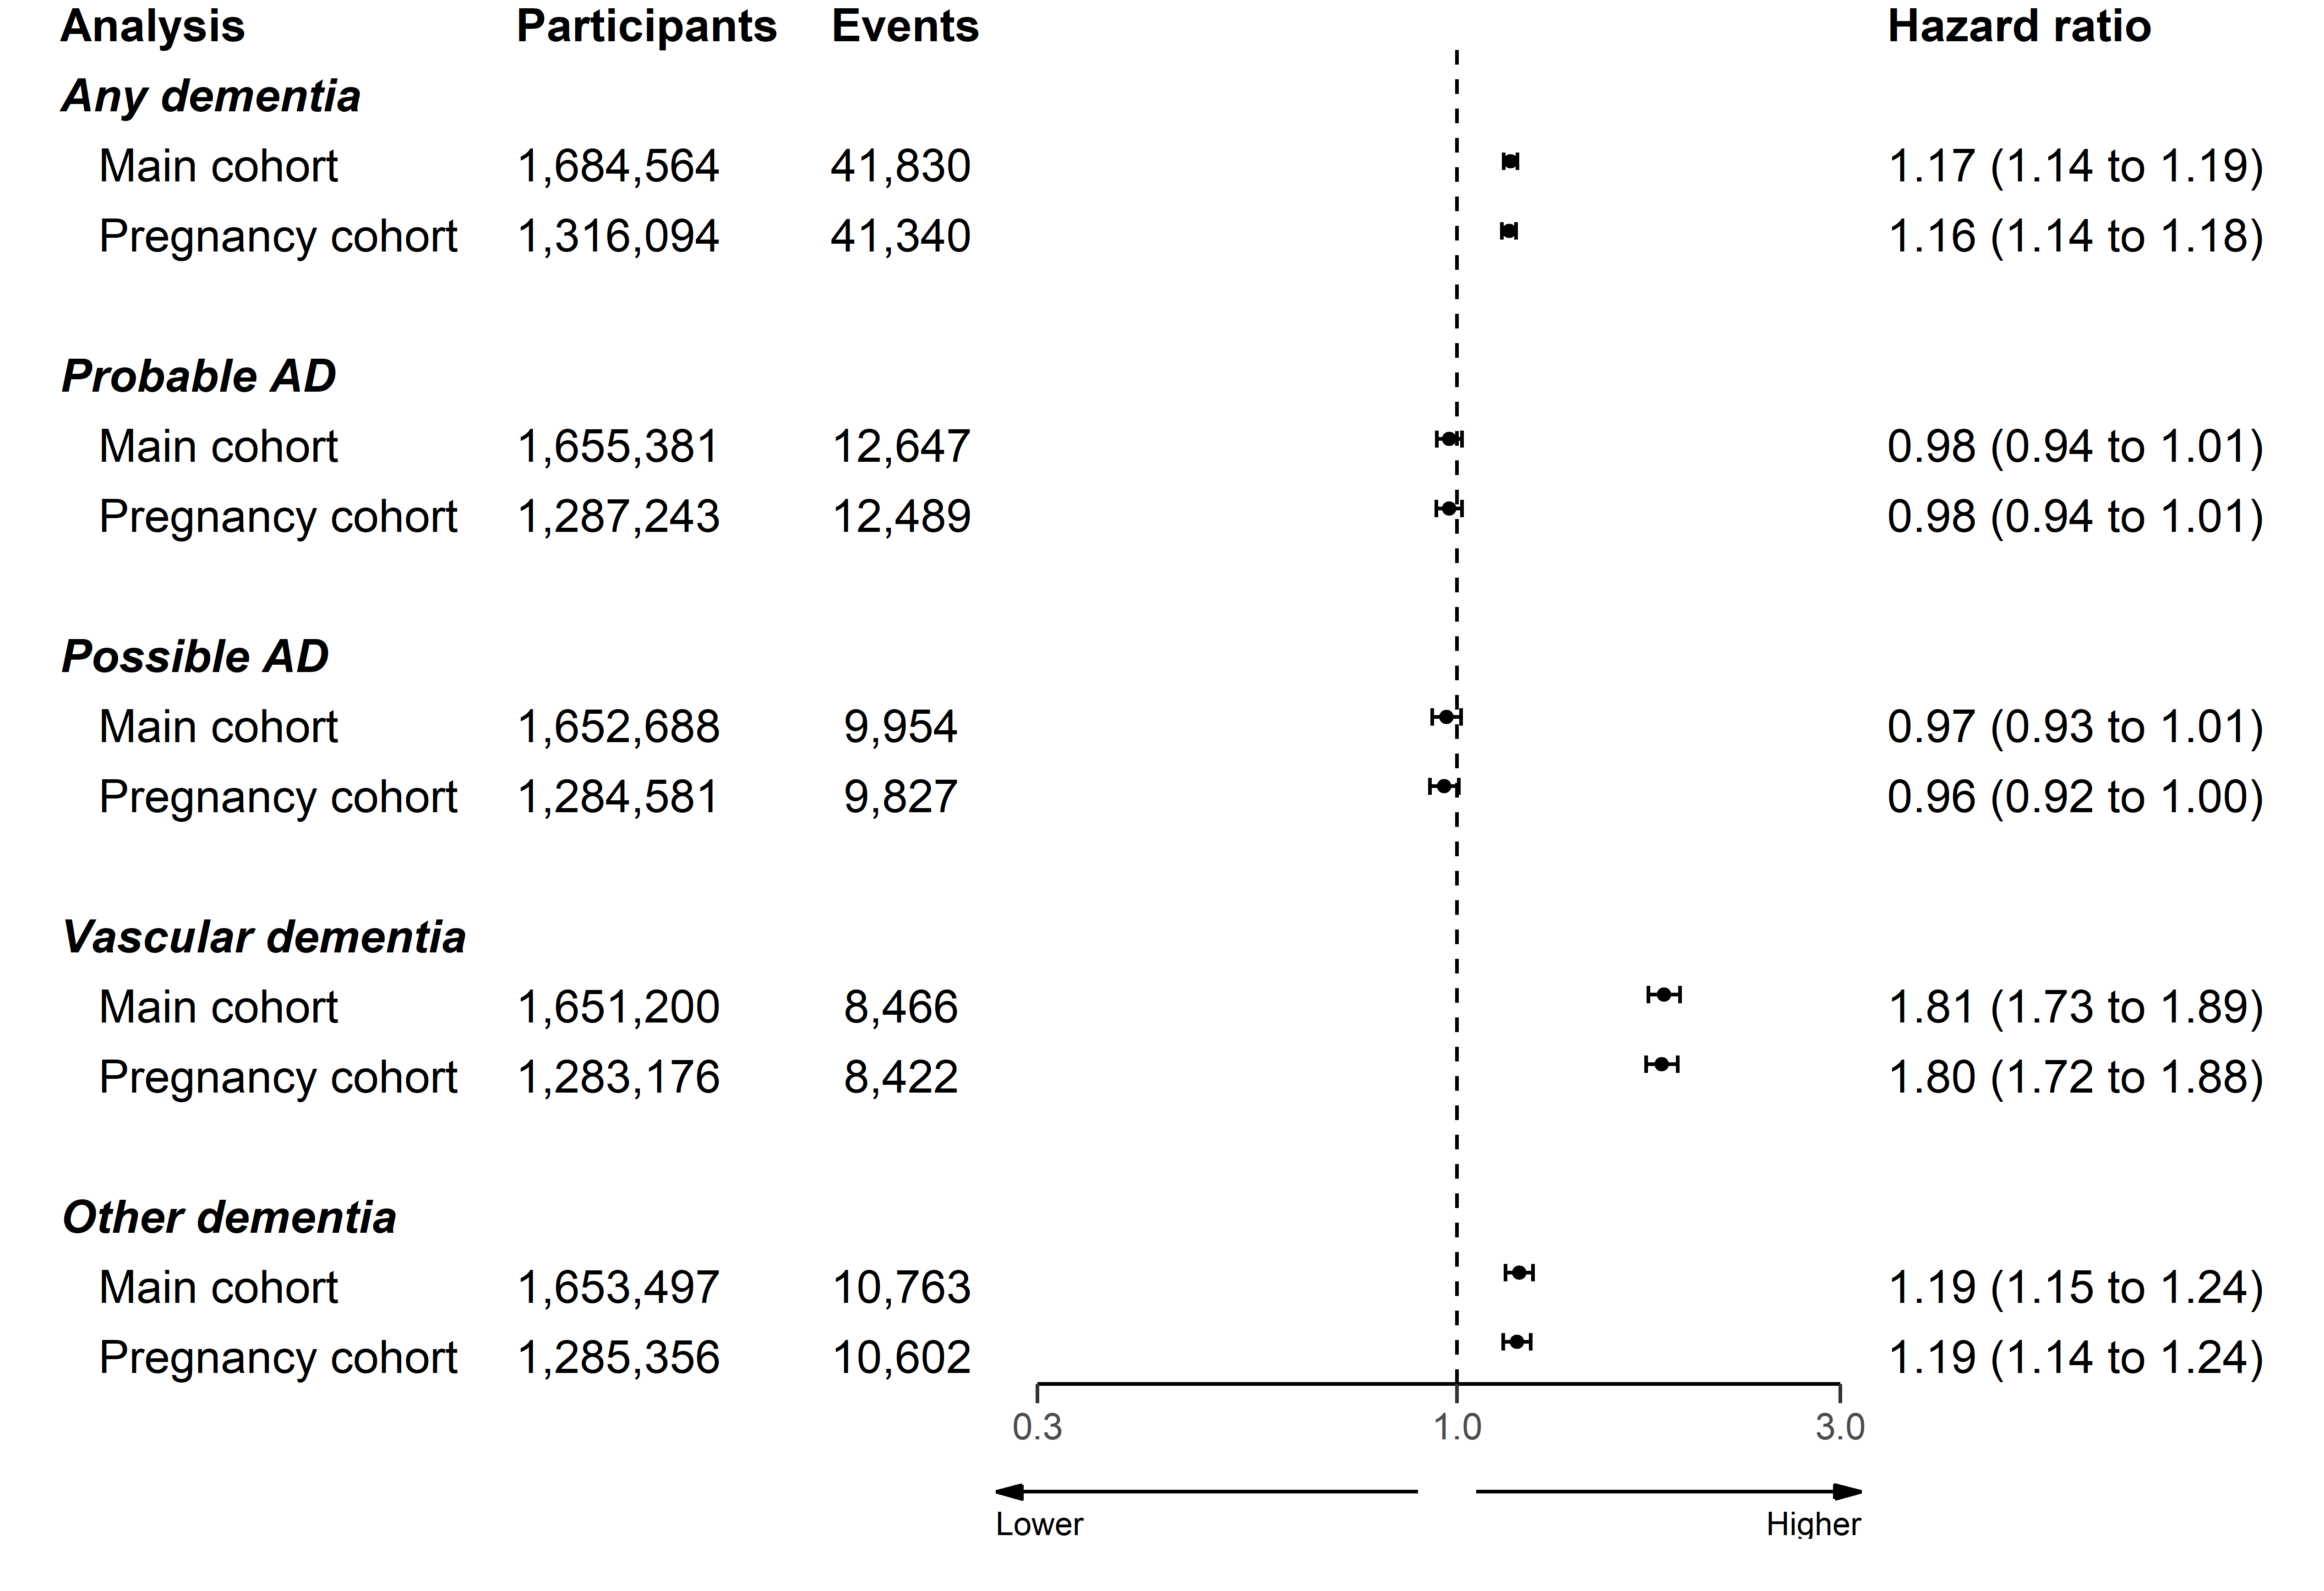 Analysis Participants Events Hazard ratio
Any dementia
Main cohort 1,684,564 41,830 1.17 (1.14 to 1.19)
Pregnancy cohort 1,316,094 41,340 1.16 (1.14 to 1.18)
Probable AD
Main cohort 1,655,381 12,647 0.98 (0.94 to 1.01)
Pregnancy cohort 1,287,243 12,489 0.98 (0.94 to 1.01)
Possible AD
Main cohort 1,652,688 9,954 0.97 (0.93 to 1.01)
Pregnancy cohort 1,284,581 9,827 0.96 (0.92 to 1.00)
Vascular dementia
Main cohort 1,651,200 8,466 1.81 (1.73 to 1.89)
Pregnancy cohort 1,283,176 8,422 1.80 (1.72 to 1.88)
Other dementia
Main cohort 1,653,497 10,763 1.19 (1.15 to 1.24)
Pregnancy cohort 1,285,356 10,602 1.19 (1.14 to 1.24)
0.3 1.0 3.0
Lower Higher